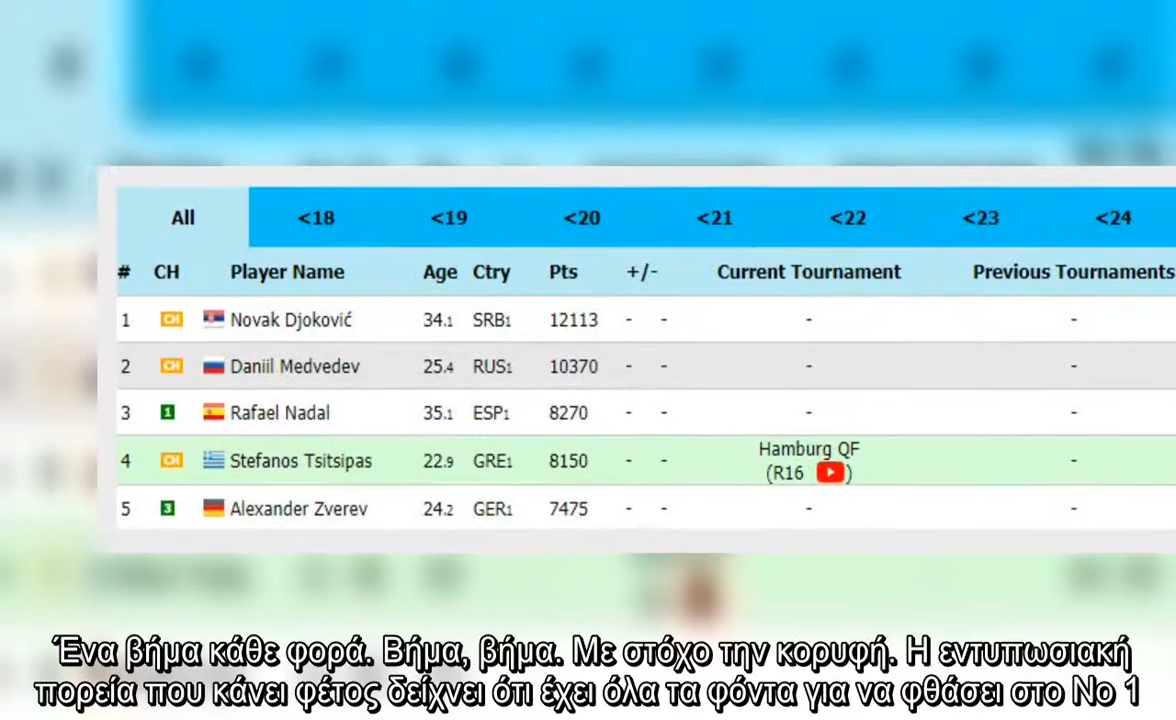 All <18 <19 <20 <21 <22 <23 <24
# CH Player Name Age Ctry Pts +/- Current Tournament Previous Tournaments
1 CH Novak Djoković 34.1 SRB1 12113 - - - -
2 CH Daniil Medvedev 25.4 RUS1 10370 - - - -
3 1 Rafael Nadal 35.1 ESP1 8270 - - - -
4 CH Stefanos Tsitsipas 22.9 GRE1 8150 - - Hamburg QF -
(R16 )
5 3 Alexander Zverev 24.2 GER1 7475 - - - -
Ένα βήμα κάθε φορά. Βήμα, βήμα. Με στόχο την κορυφή. Η εντυπωσιακή
πορεία που κάνει φέτος δείχνει ότι έχει όλα τα φόντα για να φθάσει στο Νο 1